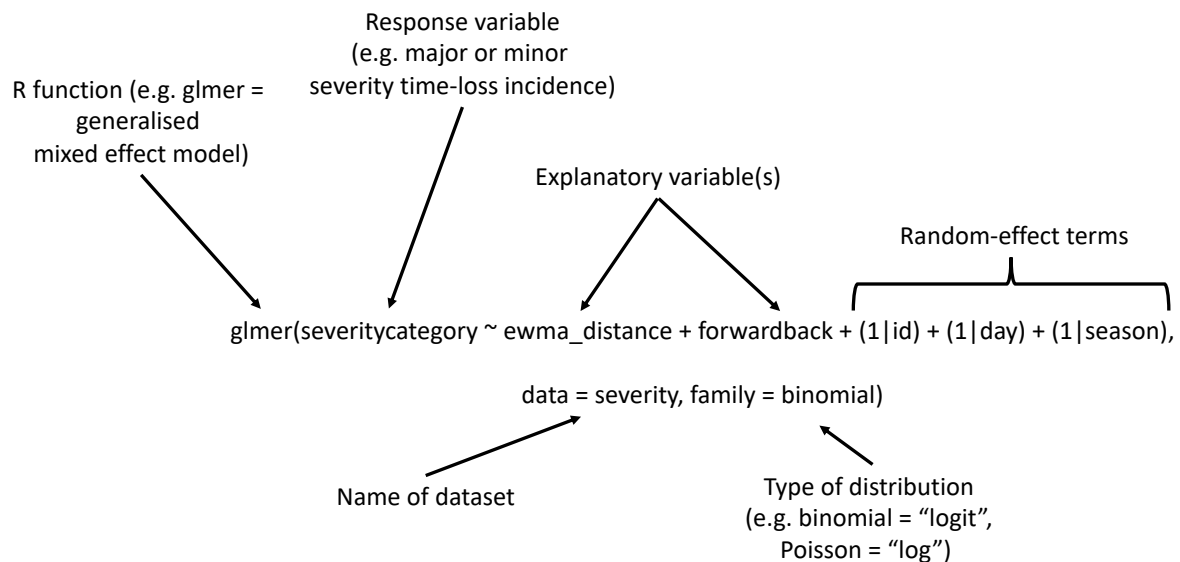 Response variable
(e.g. major or minor
severity time-loss incidence)
R function (e.g. glmer =
generalised
mixed effect model)
Explanatory variable(s)
Random-effect terms
glmer(severitycategory ~ ewma_distance + forwardback + (1|id) + (1|day) + (1|season),
data = severity, family = binomial)
Name of dataset
Type of distribution
(e.g. binomial = “logit”,
Poisson = “log”)